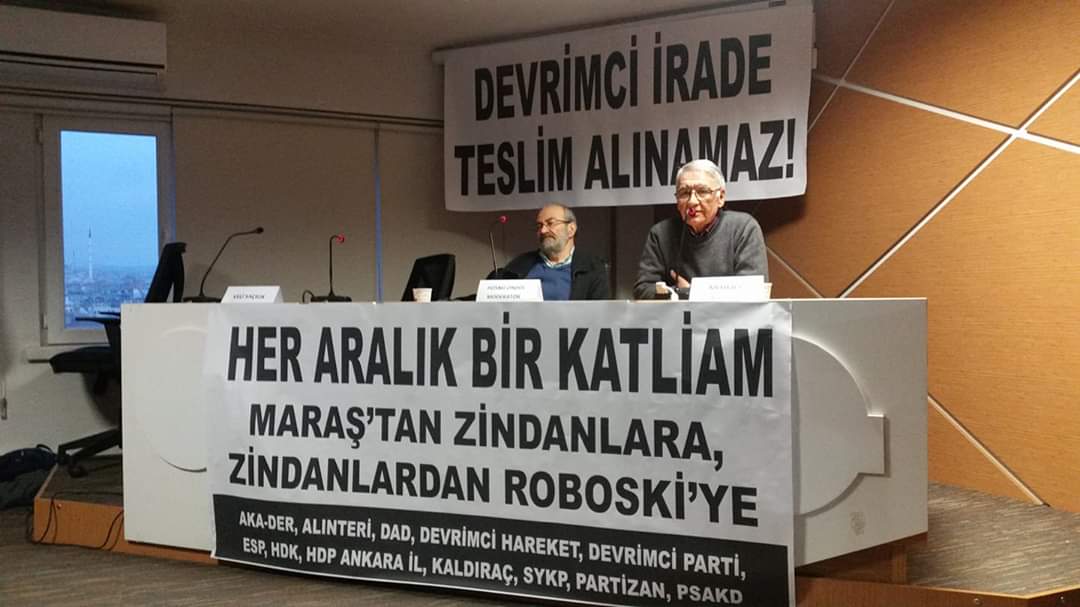 DEVRİMCİ İRADE
TESLİM ALINAMAZ!
MODERATÖR
HER ARALIK BİR KATLİAM
MARAŞ'TAN ZİNDANLARA,
ZİNDANLARDAN ROBOSKİ'YE
AKA-DER, ALINTERİ, DAD, DEVRİMCİ HAREKET, DEVRİMCİ PARTİ,
ESP, HDK, HDP ANKARA İL, KALDIRAÇ, SYKP, PARTİZAN, PSAKD